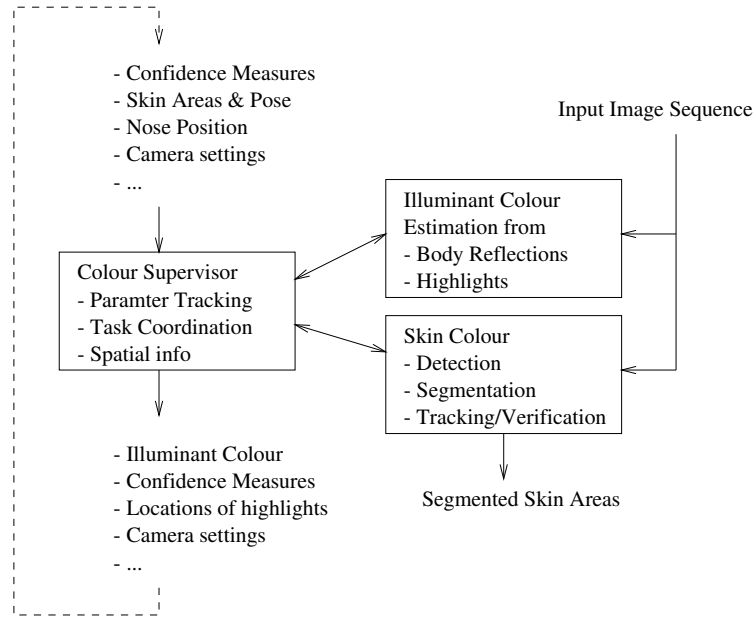 - Confidence Measures
- Skin Areas & Pose
- Nose Position
- Camera settings
- ...
Input Image Sequence
Illuminant Colour
Estimation from
- Body Reflections
- Highlights
Colour Supervisor
- Paramter Tracking
- Task Coordination
- Spatial info
Skin Colour
- Detection
- Segmentation
- Tracking/Verification
- Illuminant Colour
- Confidence Measures
- Locations of highlights
- Camera settings
- ...
Segmented Skin Areas